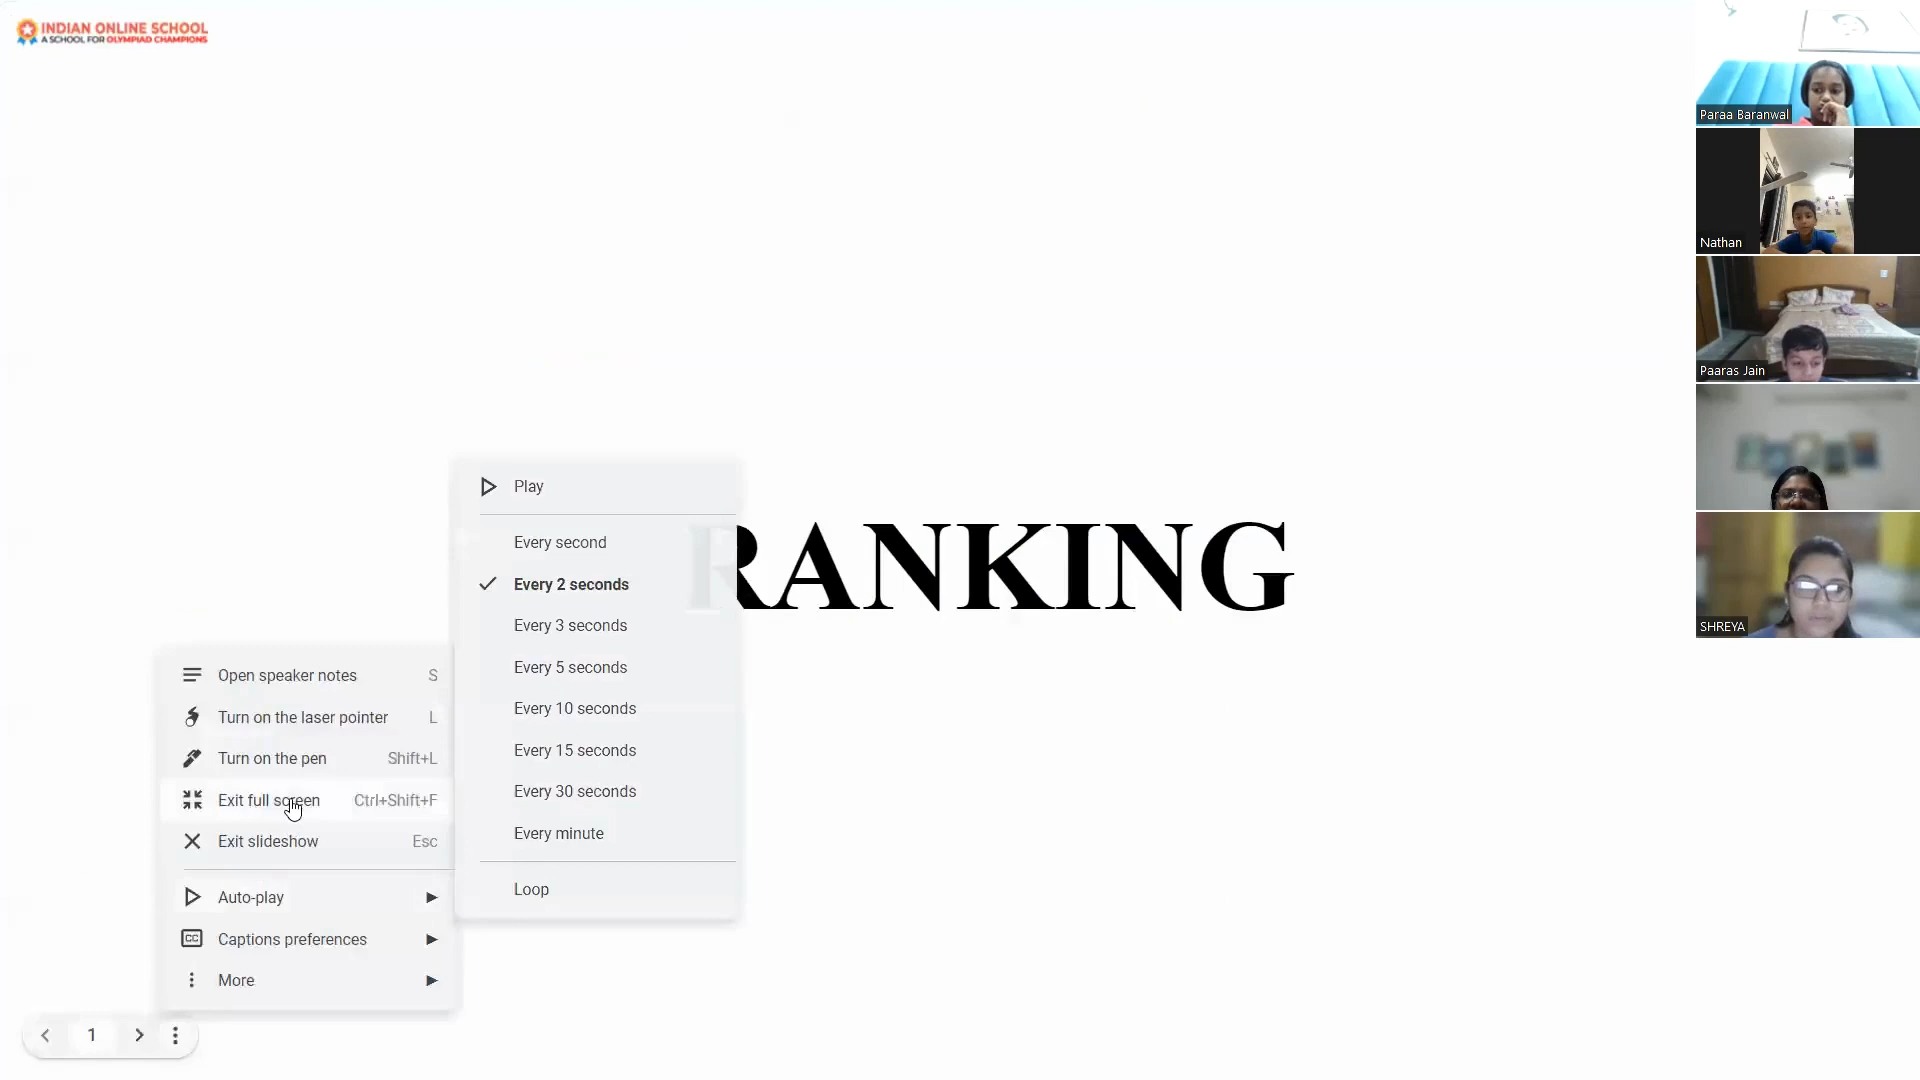 INDIAN ONLINE SCHOOL
A SCHOOL FOR OLYMPIAD CHAMPIONS
Paraa Baranwal
Nathan
Paaras Jain
SHREYA
RANKING
Play
Every second
Every 2 seconds
Every 3 seconds
Every 5 seconds
Every 10 seconds
Every 15 seconds
Every 30 seconds
Every minute
Loop
Open speaker notes S
Turn on the laser pointer L
Turn on the pen Shift+L
Exit full screen Ctrl+Shift+F
Exit slideshow Esc
Auto-play
CC Captions preferences
More
1